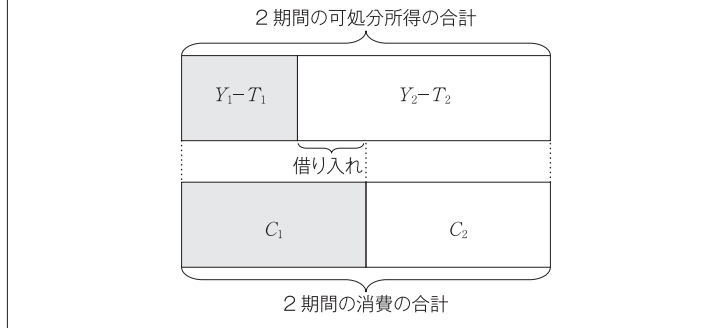 2期間の可処分所得の合計
Y₁−T₁
Y₂−T₂
借り入れ
C₁
C₂
2期間の消費の合計